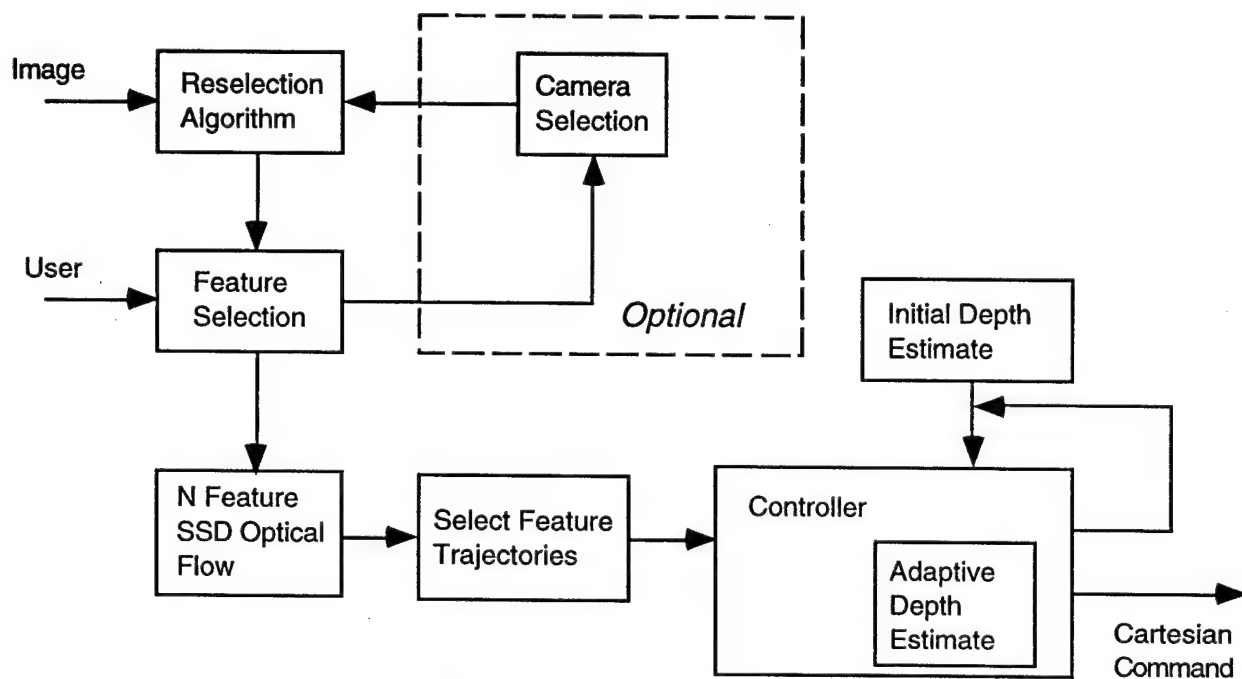 Image
Reselection
Algorithm
Camera
Selection
User
Feature
Selection
Optional
Initial Depth
Estimate
N Feature
SSD Optical
Flow
Select Feature
Trajectories
Controller
Adaptive
Depth
Estimate
Cartesian
Command